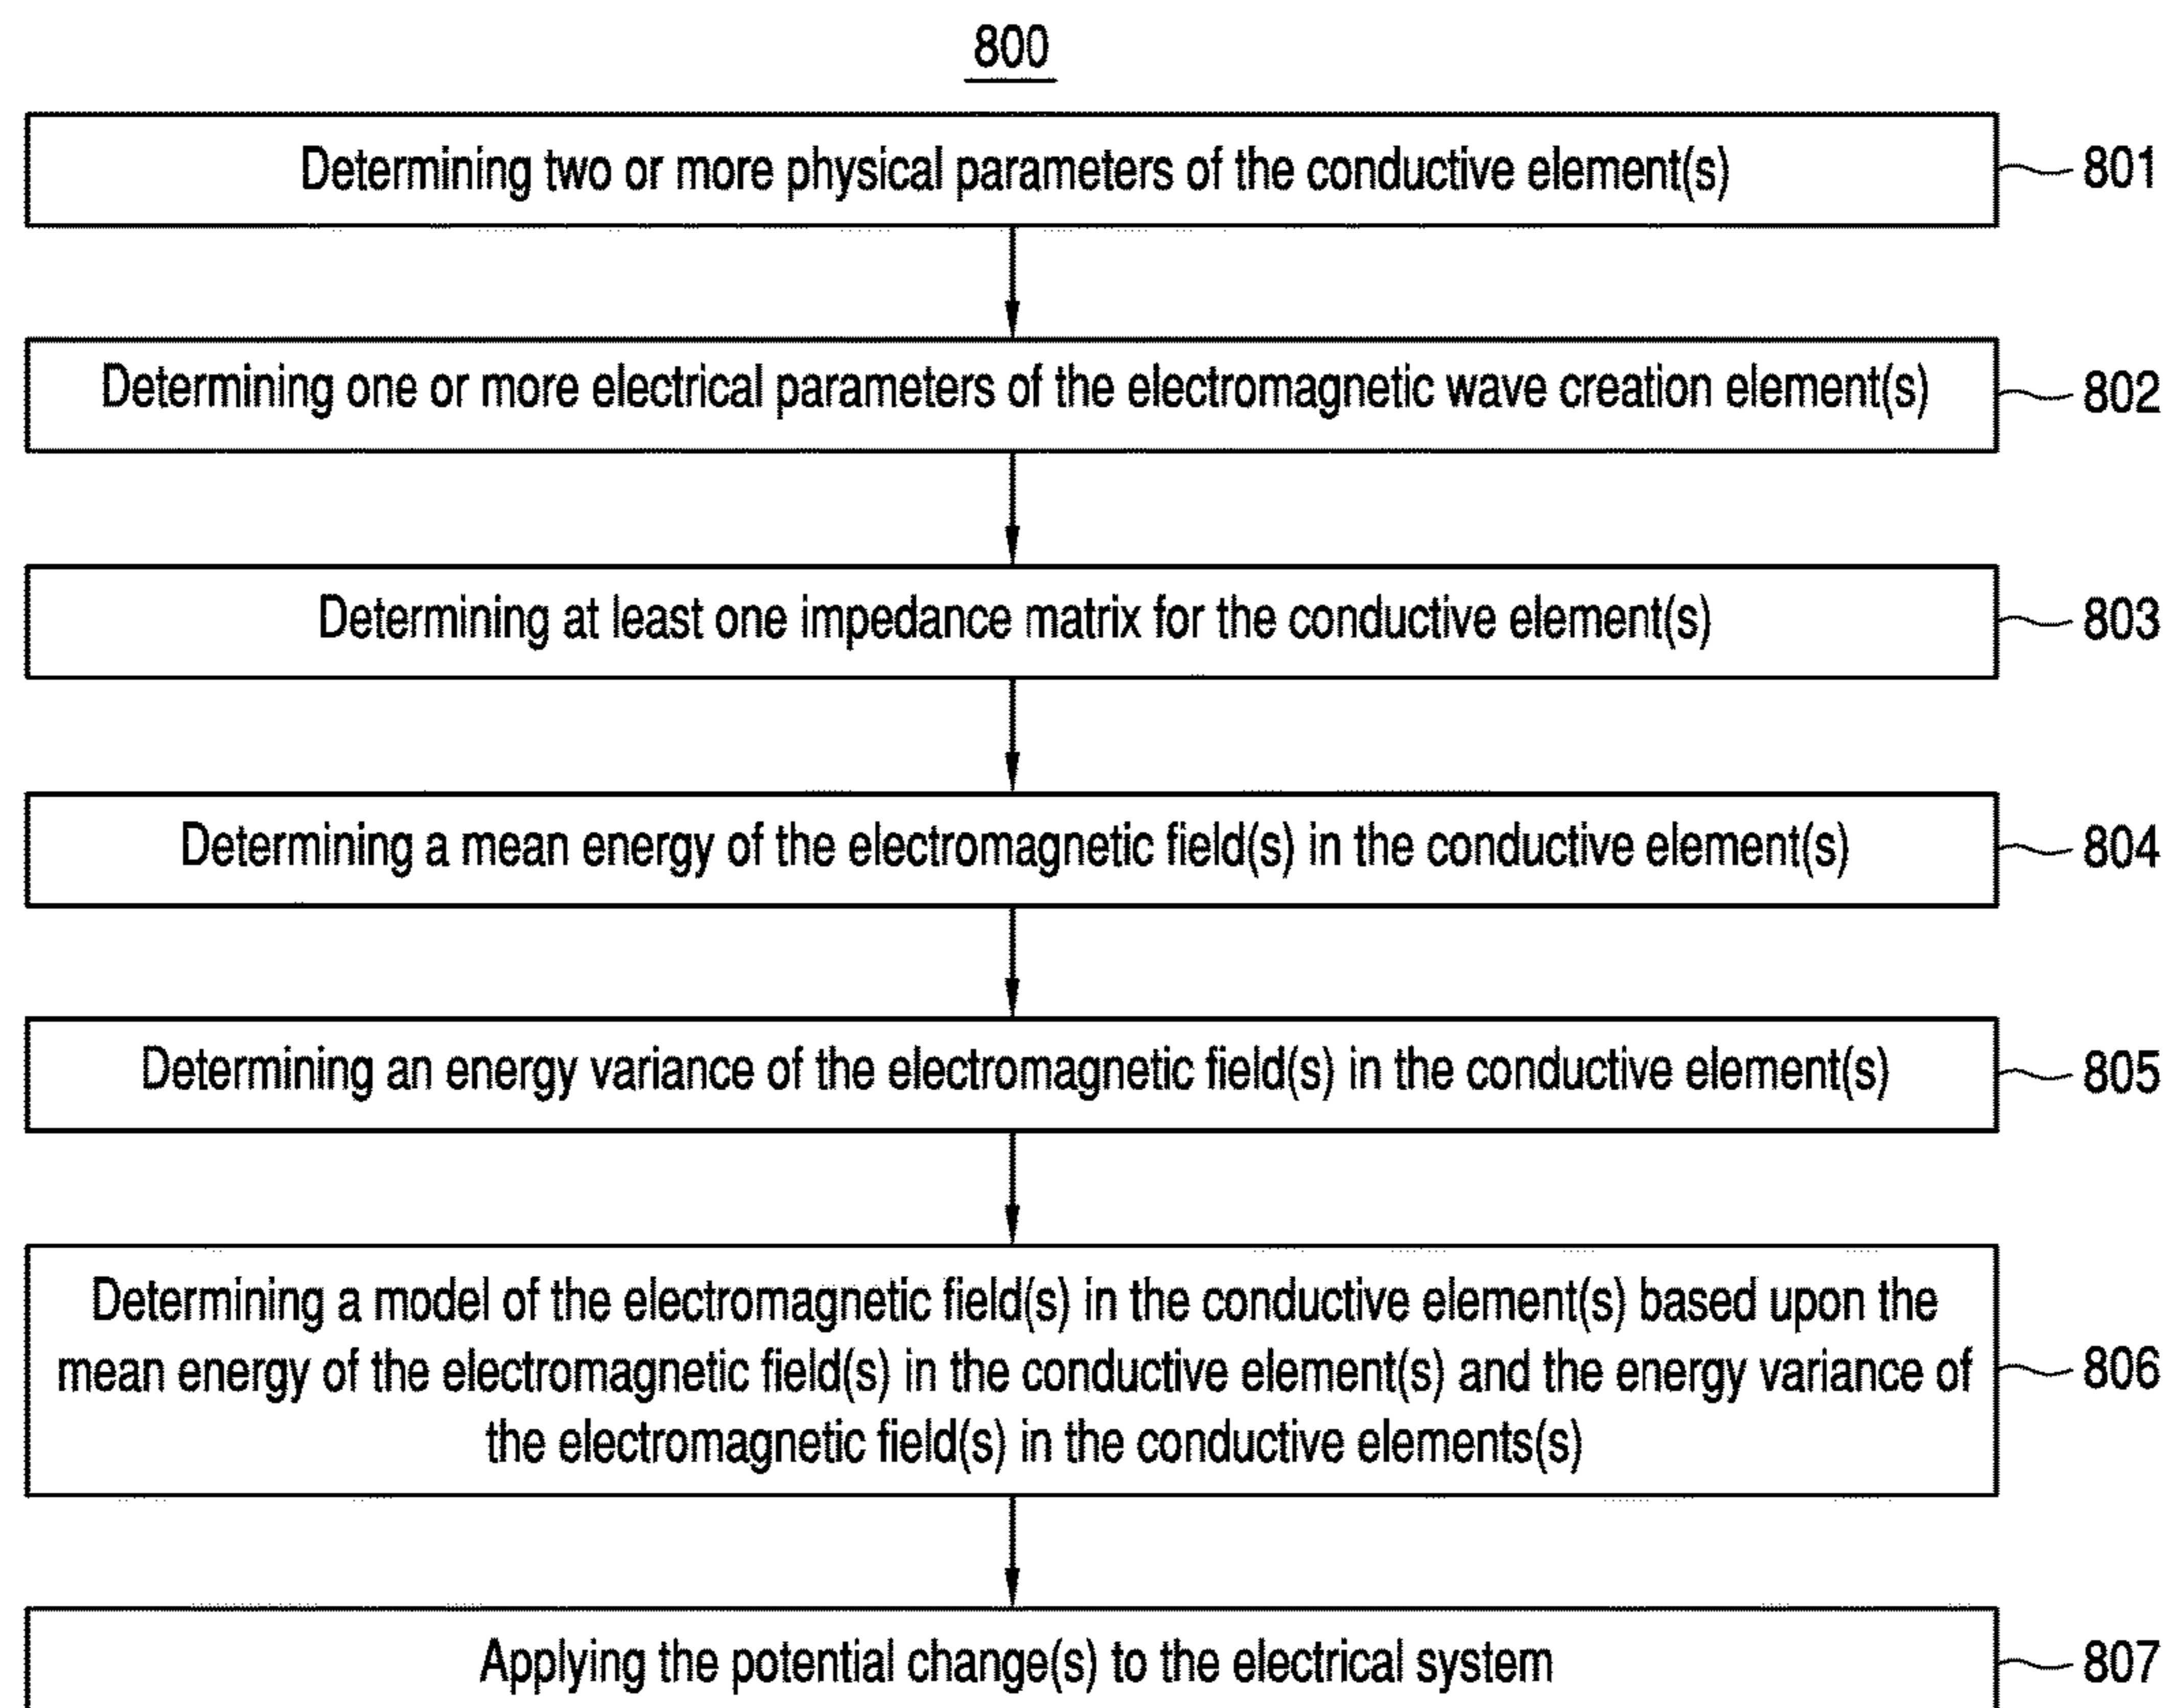 800
Determining two or more physical parameters of the conductive element(s)
801
Determining one or more electrical parameters of the electromagnetic wave creation element(s)
802
Determining at least one impedance matrix for the conductive element(s)
803
Determining a mean energy of the electromagnetic field(s) in the conductive element(s)
804
Determining an energy variance of the electromagnetic field(s) in the conductive element(s)
805
Determining a model of the electromagnetic field(s) in the conductive element(s) based upon the
mean energy of the electromagnetic field(s) in the conductive element(s) and the energy variance of
the electromagnetic field(s) in the conductive elements(s)
806
Applying the potential change(s) to the electrical system
807